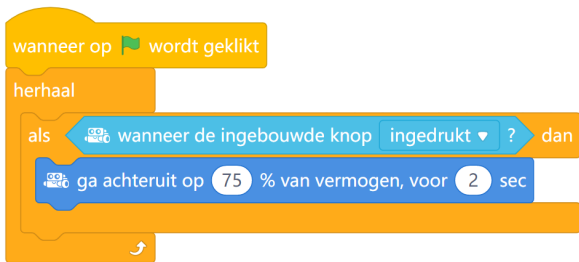 wanneer op wordt geklikt
herhaal
als wanneer de ingebouwde knop ingedrukt ? dan
ga achteruit op 75 % van vermogen, voor 2 sec